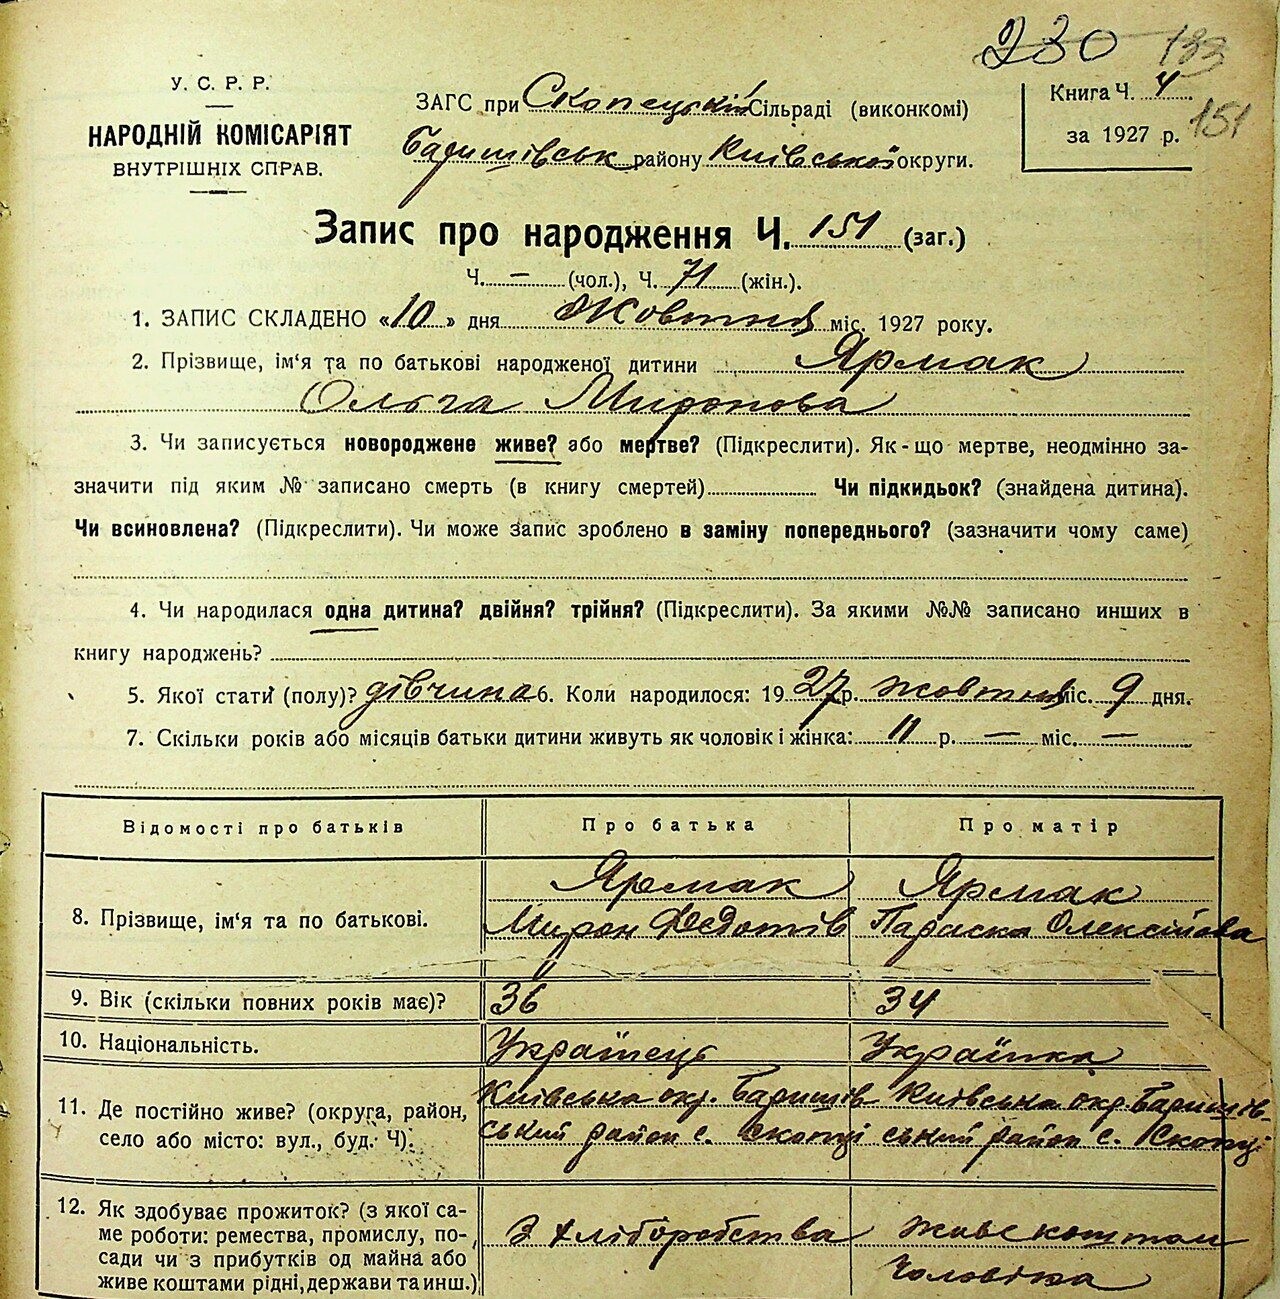 230 133
У. С. Р. Р.
НАРОДНІЙ КОМІСАРІЯТ
ВНУТРІШНІХ СПРАВ.
ЗАГС при Скопецькій Сільраді (виконкомі)
Баришівськ району Київської округи.
Книга Ч. 4
за 1927 р.
151
Запис про народження Ч. 151 (заг.)
Ч. — (чол.), Ч. 71 (жін.).
1. ЗАПИС СКЛАДЕНО «10» дня Жовтня міс. 1927 року.
2. Прізвище, ім'я та по батькові народженої дитини Ярмак
Ольга Миронова
3. Чи записується новороджене живе? або мертве? (Підкреслити). Як-що мертве, неодмінно за-
значити під яким № записано смерть (в книгу смертей) Чи підкидьок? (знайдена дитина).
Чи всиновлена? (Підкреслити). Чи може запис зроблено в заміну попереднього? (зазначити чому саме)
4. Чи народилася одна дитина? двійня? трійня? (Підкреслити). За якими №№ записано инших в
книгу народжень?
5. Якої стати (полу)? дівчина 6. Коли народилося: 1927 р. жовтня міс. 9 дня.
7. Скільки років або місяців батьки дитини живуть як чоловік і жінка: 11 р. — міс. —
Відомості про батьків Про батька Про матір
8. Прізвище, ім'я та по батькові. Ярмак Мирон Федотів Ярмак Параска Олексіївова
9. Вік (скільки повних років має)? 36 34
10. Національність. Українець Українка
11. Де постійно живе? (округа, район, село або місто: вул., буд. Ч). Київська окр. Баришівський район с. Скопці Київська окр. Баришівський район с. Скопці
12. Як здобуває прожиток? (з якої са-
ме роботи: ремества, промислу, по-
сади чи з прибутків од майна або
живе коштами рідні, держави та инш.) З хліборобства Живе коштом чоловіка